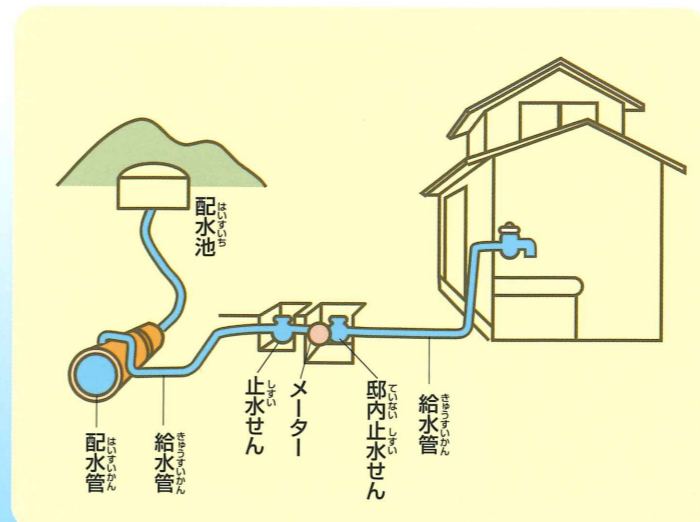 配水池
はいすいち
配水管
はいすいかん
給水管
きゅうすいかん
止水せん
しすい
メーター
邸内止水せん
ていない しすい
給水管
きゅうすいかん